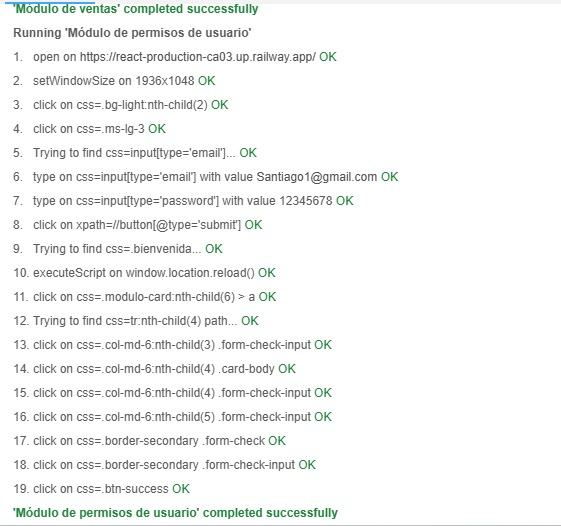 'Módulo de ventas' completed successfully
Running 'Módulo de permisos de usuario'
1. open on https://react-production-ca03.up.railway.app/ OK
2. setWindowSize on 1936x1048 OK
3. click on css=.bg-light:nth-child(2) OK
4. click on css=.ms-lg-3 OK
5. Trying to find css=input[type='email']... OK
6. type on css=input[type='email'] with value Santiago1@gmail.com OK
7. type on css=input[type='password'] with value 12345678 OK
8. click on xpath=//button[@type='submit'] OK
9. Trying to find css=.bienvenida... OK
10. executeScript on window.location.reload() OK
11. click on css=.modulo-card:nth-child(6) > a OK
12. Trying to find css=tr:nth-child(4) path... OK
13. click on css=.col-md-6:nth-child(3) .form-check-input OK
14. click on css=.col-md-6:nth-child(4) .card-body OK
15. click on css=.col-md-6:nth-child(4) .form-check-input OK
16. click on css=.col-md-6:nth-child(5) .form-check-input OK
17. click on css=.border-secondary .form-check OK
18. click on css=.border-secondary .form-check-input OK
19. click on css=.btn-success OK
'Módulo de permisos de usuario' completed successfully